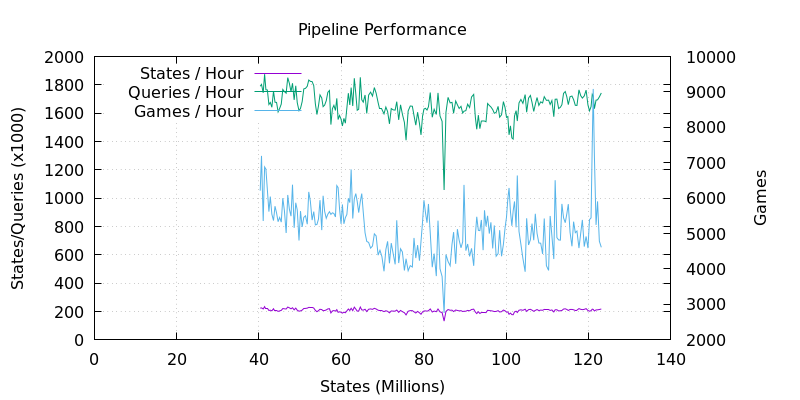 Pipeline Performance
States/Queries (x1000)
2000
1800
1600
1400
1200
1000
800
600
400
200
0
States / Hour
Queries / Hour
Games / Hour
10000
9000
8000
7000
6000
5000
4000
3000
2000
Games
0 20 40 60 80 100 120 140
States (Millions)